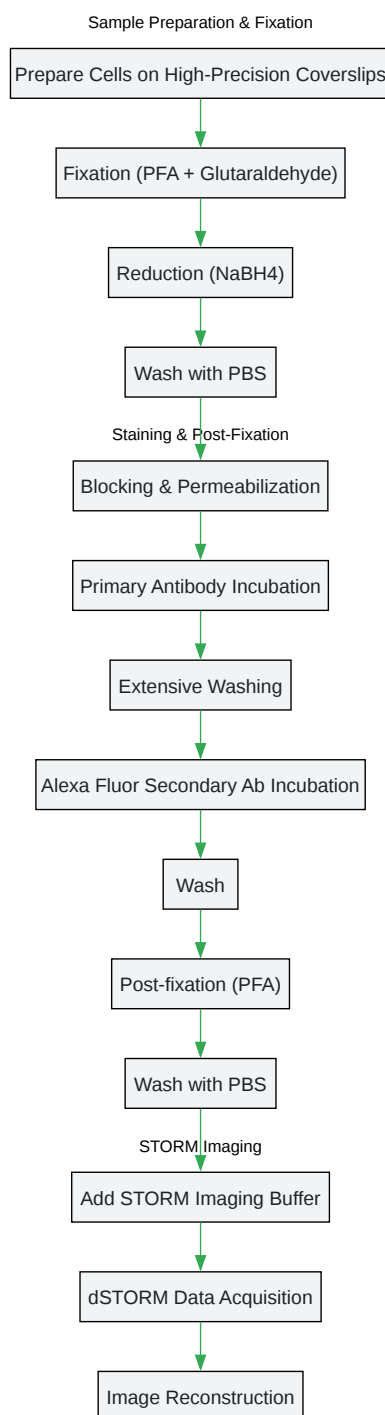 Sample Preparation & Fixation
Prepare Cells on High-Precision Coverslips
Fixation (PFA + Glutaraldehyde)
Reduction (NaBH4)
Wash with PBS
Staining & Post-Fixation
Blocking & Permeabilization
Primary Antibody Incubation
Extensive Washing
Alexa Fluor Secondary Ab Incubation
Wash
Post-fixation (PFA)
Wash with PBS
STORM Imaging
Add STORM Imaging Buffer
dSTORM Data Acquisition
Image Reconstruction